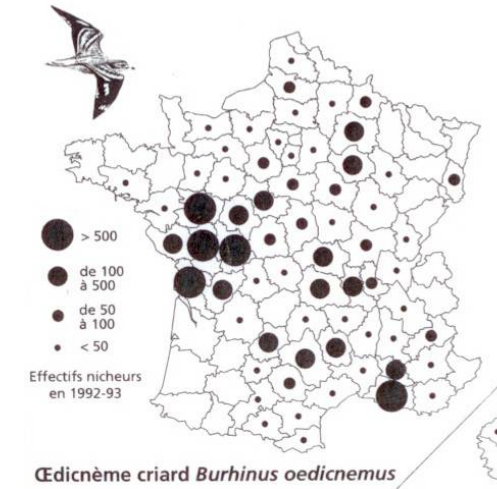 > 500
de 100
à 500
de 50
à 100
< 50
Effectifs nicheurs
en 1992-93
Œdicnème criard Burhinus oedicnemus